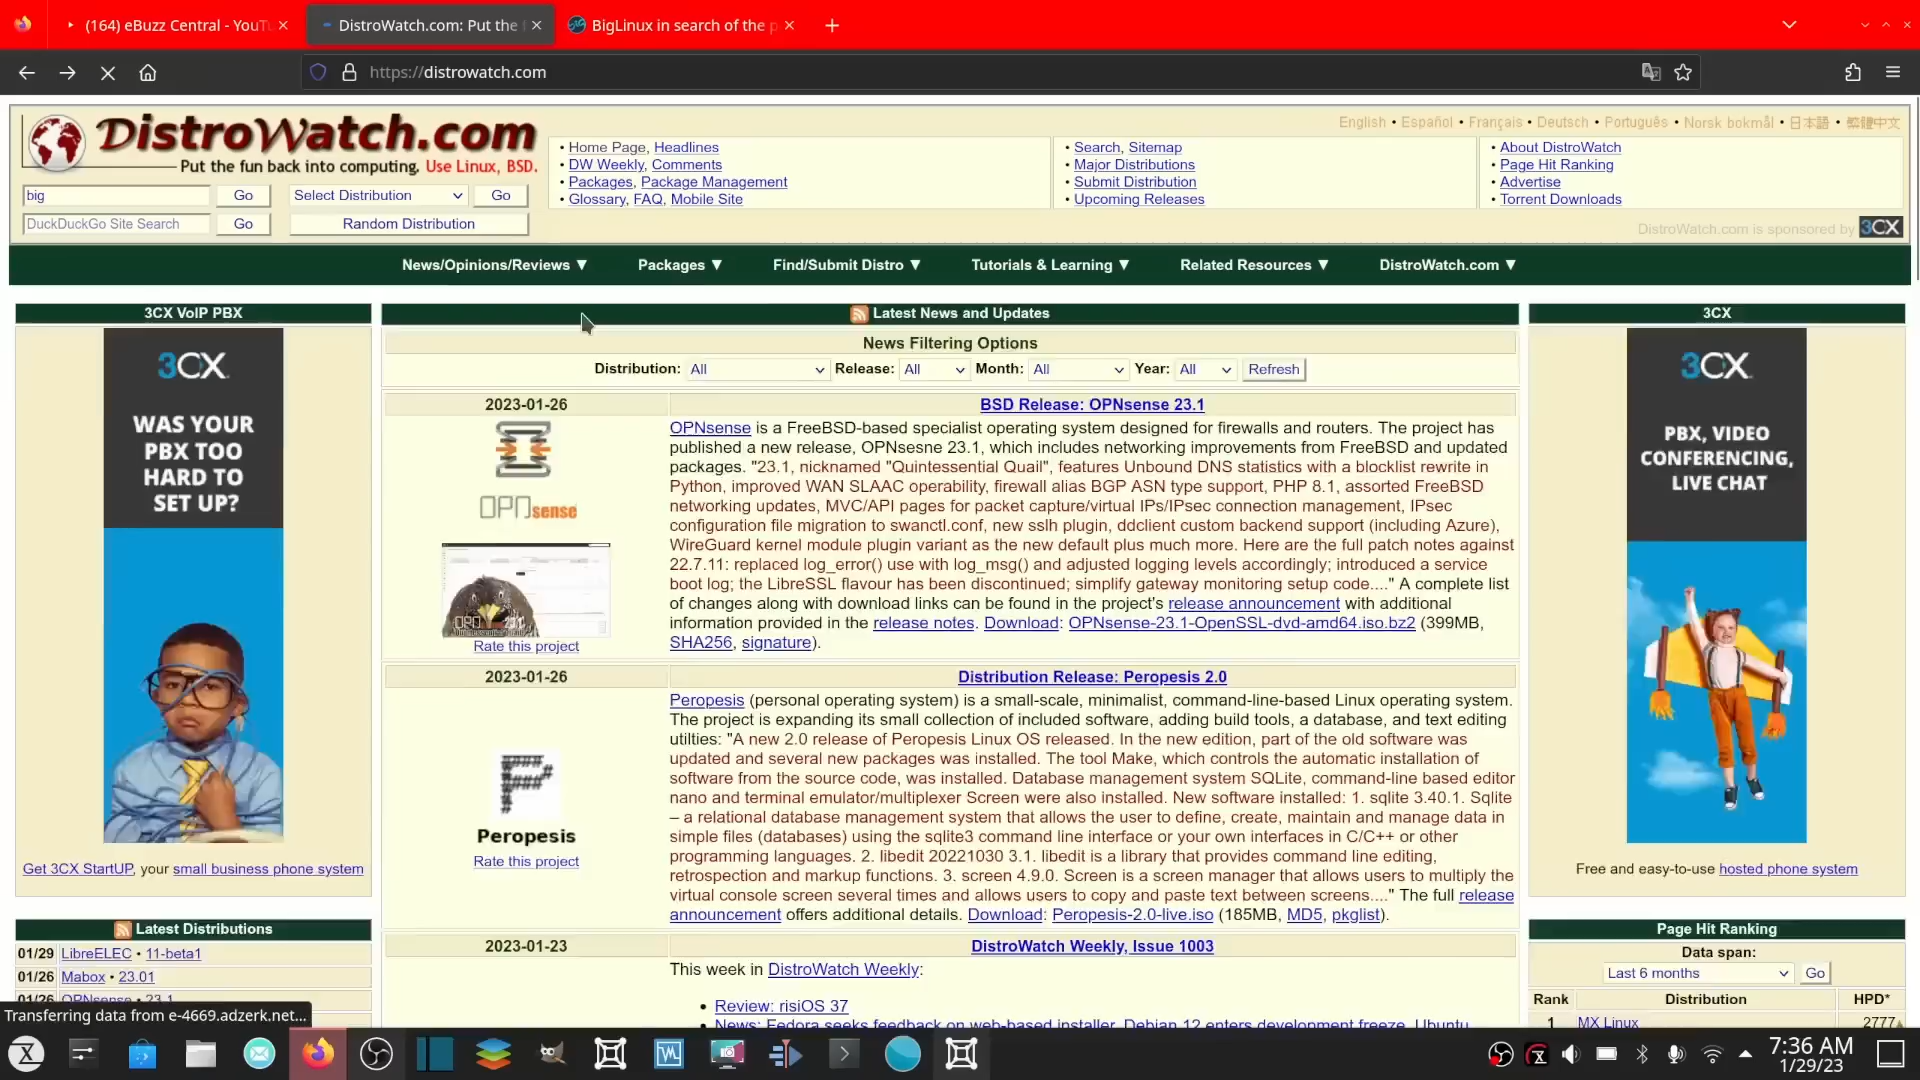 (164) eBuzz Central - YouTu
DistroWatch.com: Put the f
BigLinux in search of the p
https://distrowatch.com
DistroWatch.com
Put the fun back into computing. Use Linux, BSD.
English • Español • Français • Deutsch • Português • Norsk bokmål • 日本語 • 繁體中文
• Home Page, Headlines
• DW Weekly, Comments
• Packages, Package Management
• Glossary, FAQ, Mobile Site
• Search, Sitemap
• Major Distributions
• Submit Distribution
• Upcoming Releases
• About DistroWatch
• Page Hit Ranking
• Advertise
• Torrent Downloads
big Go Select Distribution Go
DuckDuckGo Site Search Go Random Distribution
DistroWatch.com is sponsored by 3CX
News/Opinions/Reviews ▼ Packages ▼ Find/Submit Distro ▼ Tutorials & Learning ▼ Related Resources ▼ DistroWatch.com ▼
3CX VoIP PBX
3CX
WAS YOUR
PBX TOO
HARD TO
SET UP?
Get 3CX StartUP, your small business phone system
Latest Distributions
01/29 LibreELEC • 11-beta1
01/26 Mabox • 23.01
01/26 OPNsense • 23.1
Transferring data from e-4669.adzerk.net...
Latest News and Updates
News Filtering Options
Distribution: All Release: All Month: All Year: All Refresh
2023-01-26 BSD Release: OPNsense 23.1
OPNsense
Rate this project
OPNsense is a FreeBSD-based specialist operating system designed for firewalls and routers. The project has
published a new release, OPNsesne 23.1, which includes networking improvements from FreeBSD and updated
packages. "23.1, nicknamed "Quintessential Quail", features Unbound DNS statistics with a blocklist rewrite in
Python, improved WAN SLAAC operability, firewall alias BGP ASN type support, PHP 8.1, assorted FreeBSD
networking updates, MVC/API pages for packet capture/virtual IPs/IPsec connection management, IPsec
configuration file migration to swanctl.conf, new sslh plugin, ddclient custom backend support (including Azure),
WireGuard kernel module plugin variant as the new default plus much more. Here are the full patch notes against
22.7.11: replaced log_error() use with log_msg() and adjusted logging levels accordingly; introduced a service
boot log; the LibreSSL flavour has been discontinued; simplify gateway monitoring setup code...." A complete list
of changes along with download links can be found in the project's release announcement with additional
information provided in the release notes. Download: OPNsense-23.1-OpenSSL-dvd-amd64.iso.bz2 (399MB,
SHA256, signature).
2023-01-26 Distribution Release: Peropesis 2.0
Peropesis
Rate this project
Peropesis (personal operating system) is a small-scale, minimalist, command-line-based Linux operating system.
The project is expanding its small collection of included software, adding build tools, a database, and text editing
utilties: "A new 2.0 release of Peropesis Linux OS released. In the new edition, part of the old software was
updated and several new packages was installed. The tool Make, which controls the automatic installation of
software from the source code, was installed. Database management system SQLite, command-line based editor
nano and terminal emulator/multiplexer Screen were also installed. New software installed: 1. sqlite 3.40.1. Sqlite
– a relational database management system that allows the user to define, create, maintain and manage data in
simple files (databases) using the sqlite3 command line interface or your own interfaces in C/C++ or other
programming languages. 2. libedit 20221030 3.1. libedit is a library that provides command line editing,
retrospection and markup functions. 3. screen 4.9.0. Screen is a screen manager that allows users to multiply the
virtual console screen several times and allows users to copy and paste text between screens...." The full release
announcement offers additional details. Download: Peropesis-2.0-live.iso (185MB, MD5, pkglist).
2023-01-23 DistroWatch Weekly, Issue 1003
This week in DistroWatch Weekly:
• Review: risiOS 37
• News: Fedora seeks feedback on web-based installer, Debian 12 enters development freeze, Ubuntu
3CX
3CX
PBX, VIDEO
CONFERENCING,
LIVE CHAT
Free and easy-to-use hosted phone system
Page Hit Ranking
Data span:
Last 6 months Go
Rank Distribution HPD*
1 MX Linux 2777
7:36 AM
1/29/23